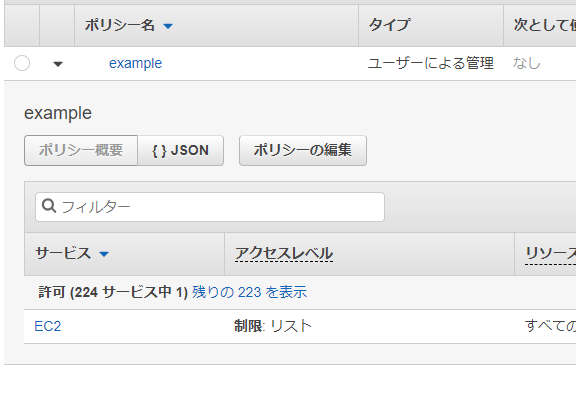 ポリシー名 タイプ 次として
example ユーザーによる管理 なし
example
ポリシー概要 { } JSON ポリシーの編集
フィルター
サービス アクセスレベル リソース
許可 (224 サービス中 1) 残りの 223 を表示
EC2 制限: リスト すべての